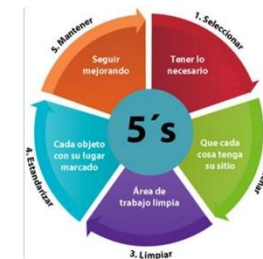 5. Mantener
1. Seleccionar
Seguir
mejorando
Tener lo
necesario
5´s
Cada objeto
con su lugar
marcado
Que cada
cosa tenga
su sitio
Área de
trabajo limpia
4. Estandarizar
3. Limpiar